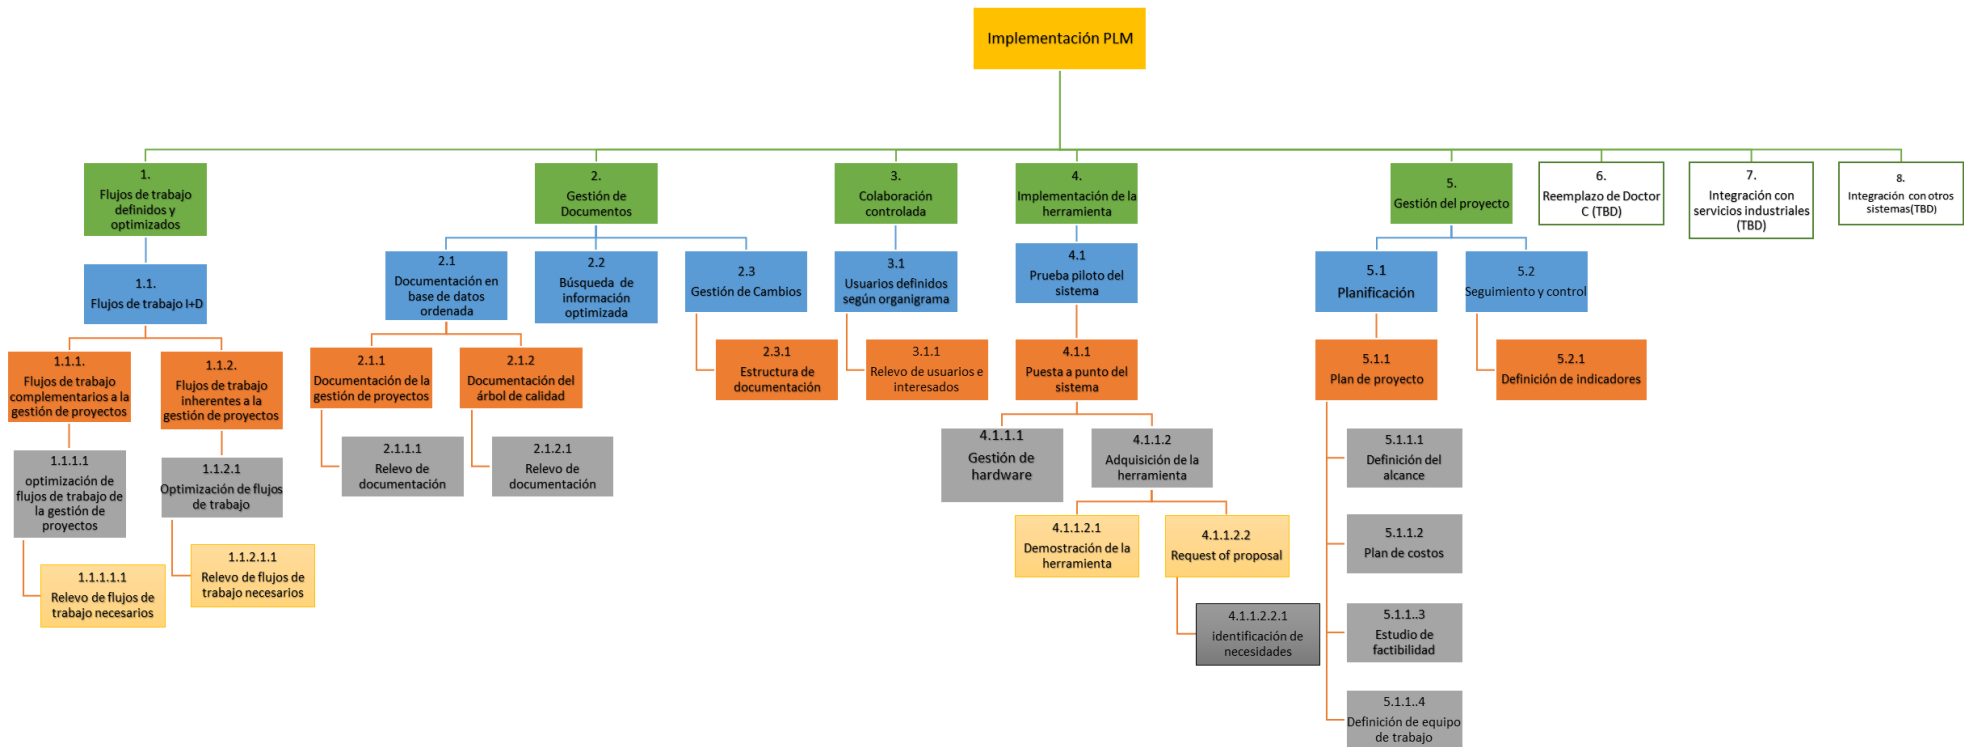 Implementación PLM
1.
Flujos de trabajo
definidos y
optimizados
2.
Gestión de
Documentos
3.
Colaboración
controlada
4.
Implementación de la
herramienta
5.
Gestión del proyecto
6.
Reemplazo de Doctor
C (TBD)
7.
Integración con
servicios industriales
(TBD)
8.
Integración con otros
sistemas(TBD)
1.1.
Flujos de trabajo I+D
2.1
Documentación en
base de datos
ordenada
2.2
Búsqueda de
información
optimizada
2.3
Gestión de Cambios
3.1
Usuarios definidos
según organigrama
4.1
Prueba piloto del
sistema
5.1
Planificación
5.2
Seguimiento y control
1.1.1.
Flujos de trabajo
complementarios a la
gestión de proyectos
1.1.2.
Flujos de trabajo
inherentes a la
gestión de proyectos
2.1.1
Documentación de la
gestión de proyectos
2.1.2
Documentación del
árbol de calidad
2.3.1
Estructura de
documentación
3.1.1
Relevo de usuarios e
interesados
4.1.1
Puesta a punto del
sistema
5.1.1
Plan de proyecto
5.2.1
Definición de indicadores
1.1.1.1
optimización de
flujos de trabajo de
la gestión de
proyectos
1.1.2.1
Optimización de flujos
de trabajo
2.1.1.1
Relevo de
documentación
2.1.2.1
Relevo de
documentación
4.1.1.1
Gestión de
hardware
4.1.1.2
Adquisición de la
herramienta
5.1.1.1
Definición del
alcance
1.1.1.1.1
Relevo de flujos de
trabajo necesarios
1.1.2.1.1
Relevo de flujos de
trabajo necesarios
4.1.1.2.1
Demostración de la
herramienta
4.1.1.2.2
Request of proposal
5.1.1.2
Plan de costos
4.1.1.2.2.1
identificación de
necesidades
5.1.1..3
Estudio de
factibilidad
5.1.1..4
Definición de equipo
de trabajo